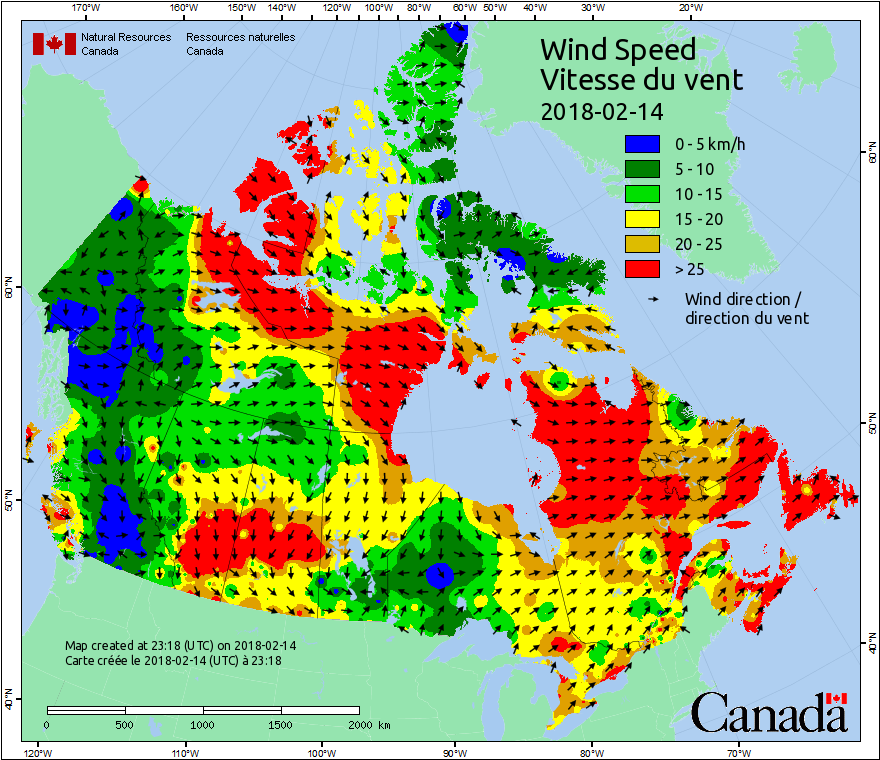 170°W 160°W 150°W 140°W 130°W 120°W 110°W 100°W 90°W 80°W 60°W 50°W 40°W 30°W 20°W
Natural Resources Ressources naturelles
Canada Canada
Wind Speed
Vitesse du vent
2018-02-14
0 - 5 km/h
5 - 10
10 - 15
15 - 20
20 - 25
> 25
Wind direction /
direction du vent
60°N
60°N
50°N
50°N
40°N
40°N
Map created at 23:18 (UTC) on 2018-02-14
Carte créée le 2018-02-14 (UTC) à 23:18
0 500 1000 1500 2000 km
Canada
120°W 110°W 100°W 90°W 80°W 70°W